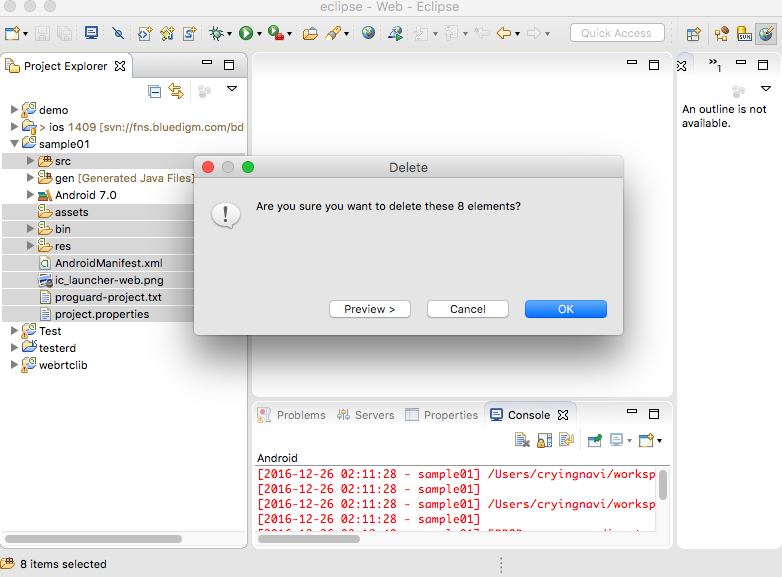 eclipse - Web - Eclipse
Quick Access
Project Explorer
demo
> ios 1409 [svn://fns.bluedigm.com/bd
sample01
src
gen [Generated Java Files]
Android 7.0
assets
bin
res
AndroidManifest.xml
ic_launcher-web.png
proguard-project.txt
project.properties
Test
testerd
webrtclib
Delete
Are you sure you want to delete these 8 elements?
Preview >
Cancel
OK
»1
An outline is not
available.
Problems
Servers
Properties
Console
Android
[2016-12-26 02:11:28 - sample01] /Users/cryingnavi/worksp
[2016-12-26 02:11:28 - sample01]
[2016-12-26 02:11:28 - sample01] /Users/cryingnavi/worksp
[2016-12-26 02:11:28 - sample01]
8 items selected